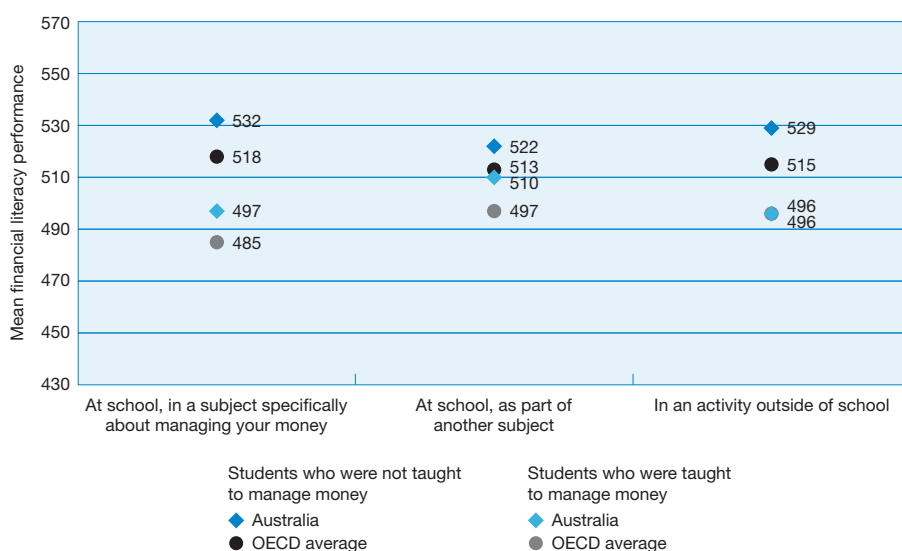 570
550
530
510
490
470
450
430
Mean financial literacy performance
532
518
497
485
522
513
510
497
529
515
496
496
At school, in a subject specifically
about managing your money
At school, as part of
another subject
In an activity outside of school
Students who were not taught
to manage money
Australia
OECD average
Students who were taught
to manage money
Australia
OECD average